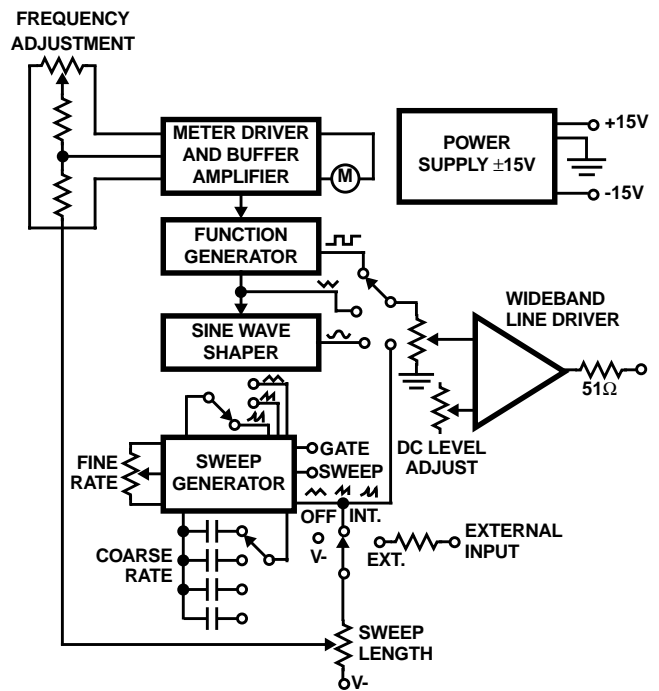 FREQUENCY
ADJUSTMENT
METER DRIVER
AND BUFFER
AMPLIFIER
M
POWER
SUPPLY ±15V
+15V
-15V
FUNCTION
GENERATOR
SINE WAVE
SHAPER
WIDEBAND
LINE DRIVER
51Ω
DC LEVEL
ADJUST
FINE
RATE
SWEEP
GENERATOR
GATE
SWEEP
OFF
INT.
V-
EXT.
EXTERNAL
INPUT
COARSE
RATE
SWEEP
LENGTH
V-